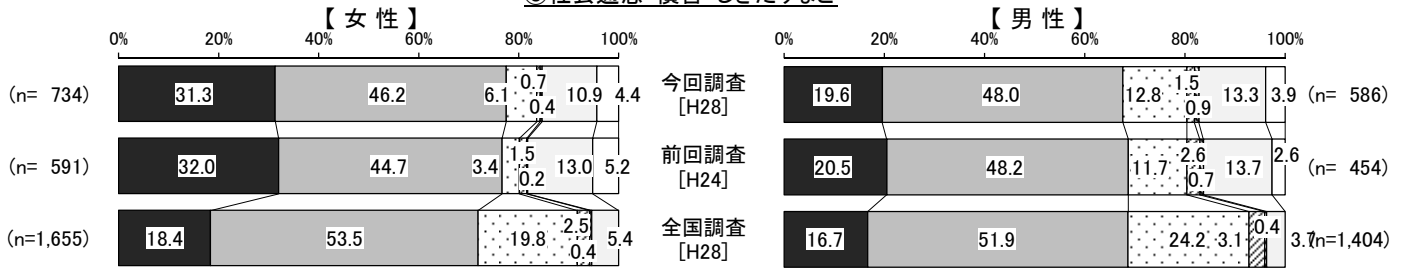 ⑤社会通念・慣習・しきたりなど
【 女 性 】
【 男 性 】
0% 20% 40% 60% 80% 100%
0% 20% 40% 60% 80% 100%
(n= 734) 31.3 46.2 6.1 0.7 0.4 10.9 4.4
今回調査
[H28]
19.6 48.0 12.8 1.5 0.9 13.3 3.9 (n= 586)
(n= 591) 32.0 44.7 3.4 1.5 0.2 13.0 5.2
前回調査
[H24]
20.5 48.2 11.7 2.6 0.7 13.7 2.6 (n= 454)
(n=1,655) 18.4 53.5 19.8 2.5 0.4 5.4
全国調査
[H28]
16.7 51.9 24.2 3.1 0.4 3.7 (n=1,404)